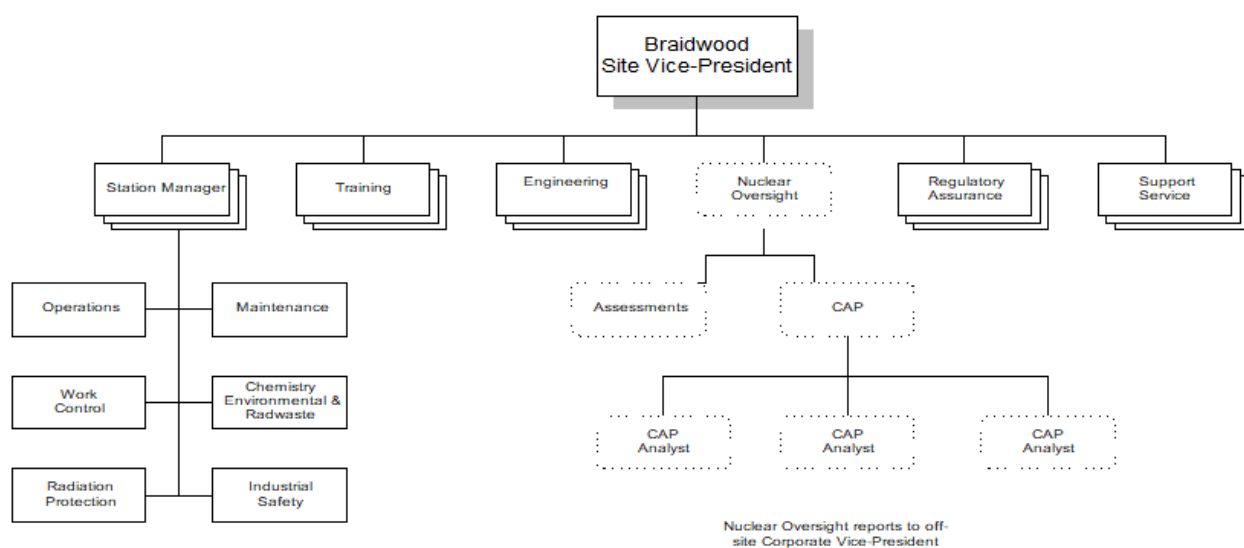 Braidwood
Site Vice-President
Station Manager
Training
Engineering
Nuclear
Oversight
Regulatory
Assurance
Support
Service
Operations
Maintenance
Assessments
CAP
Work
Control
Chemistry
Environmental &
Radwaste
CAP
Analyst
CAP
Analyst
CAP
Analyst
Radiation
Protection
Industrial
Safety
Nuclear Oversight reports to off-
site Corporate Vice-President